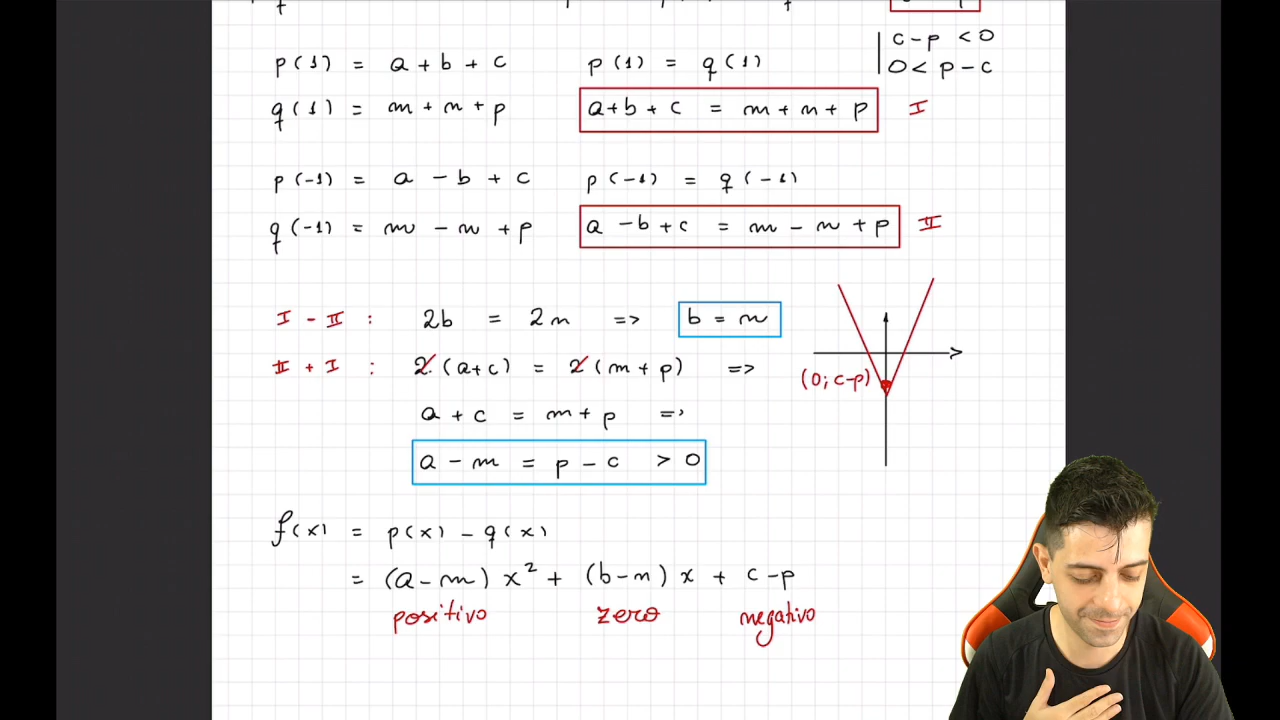 p(1) = a + b + c
p(1) = q(1)
c-p < 0
0 < p-c
q(1) = m + n + p
a+b+c = m+n+p I
p(-1) = a - b + c
p(-1) = q(-1)
q(-1) = m - n + p
a - b + c = m - n + p II
I - II : 2b = 2n => b = n
II + I : 2. (a+c) = 2 (m+p) =>
(0; c-p)
a + c = m + p =>
a - m = p - c > 0
f(x) = p(x) - q(x)
= (a-m) x² + (b-n) x + c-p
positivo zero negativo